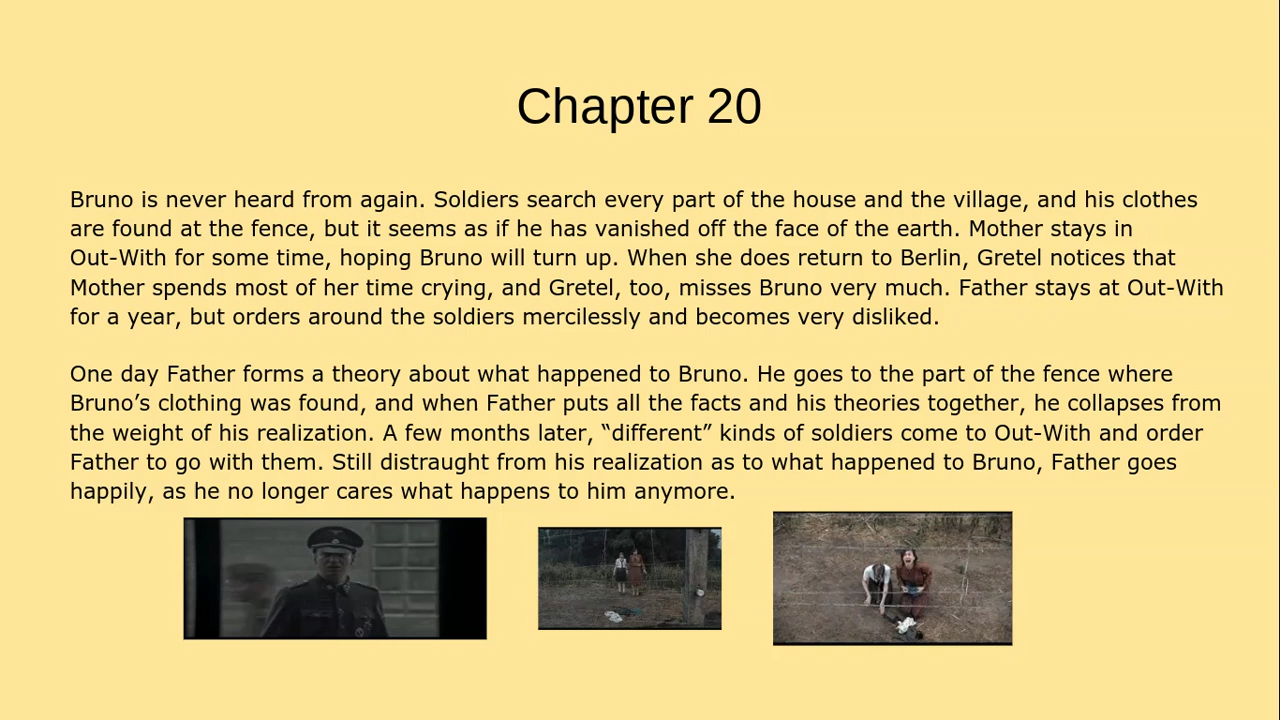 Chapter 20
Bruno is never heard from again. Soldiers search every part of the house and the village, and his clothes
are found at the fence, but it seems as if he has vanished off the face of the earth. Mother stays in
Out-With for some time, hoping Bruno will turn up. When she does return to Berlin, Gretel notices that
Mother spends most of her time crying, and Gretel, too, misses Bruno very much. Father stays at Out-With
for a year, but orders around the soldiers mercilessly and becomes very disliked.
One day Father forms a theory about what happened to Bruno. He goes to the part of the fence where
Bruno’s clothing was found, and when Father puts all the facts and his theories together, he collapses from
the weight of his realization. A few months later, “different” kinds of soldiers come to Out-With and order
Father to go with them. Still distraught from his realization as to what happened to Bruno, Father goes
happily, as he no longer cares what happens to him anymore.